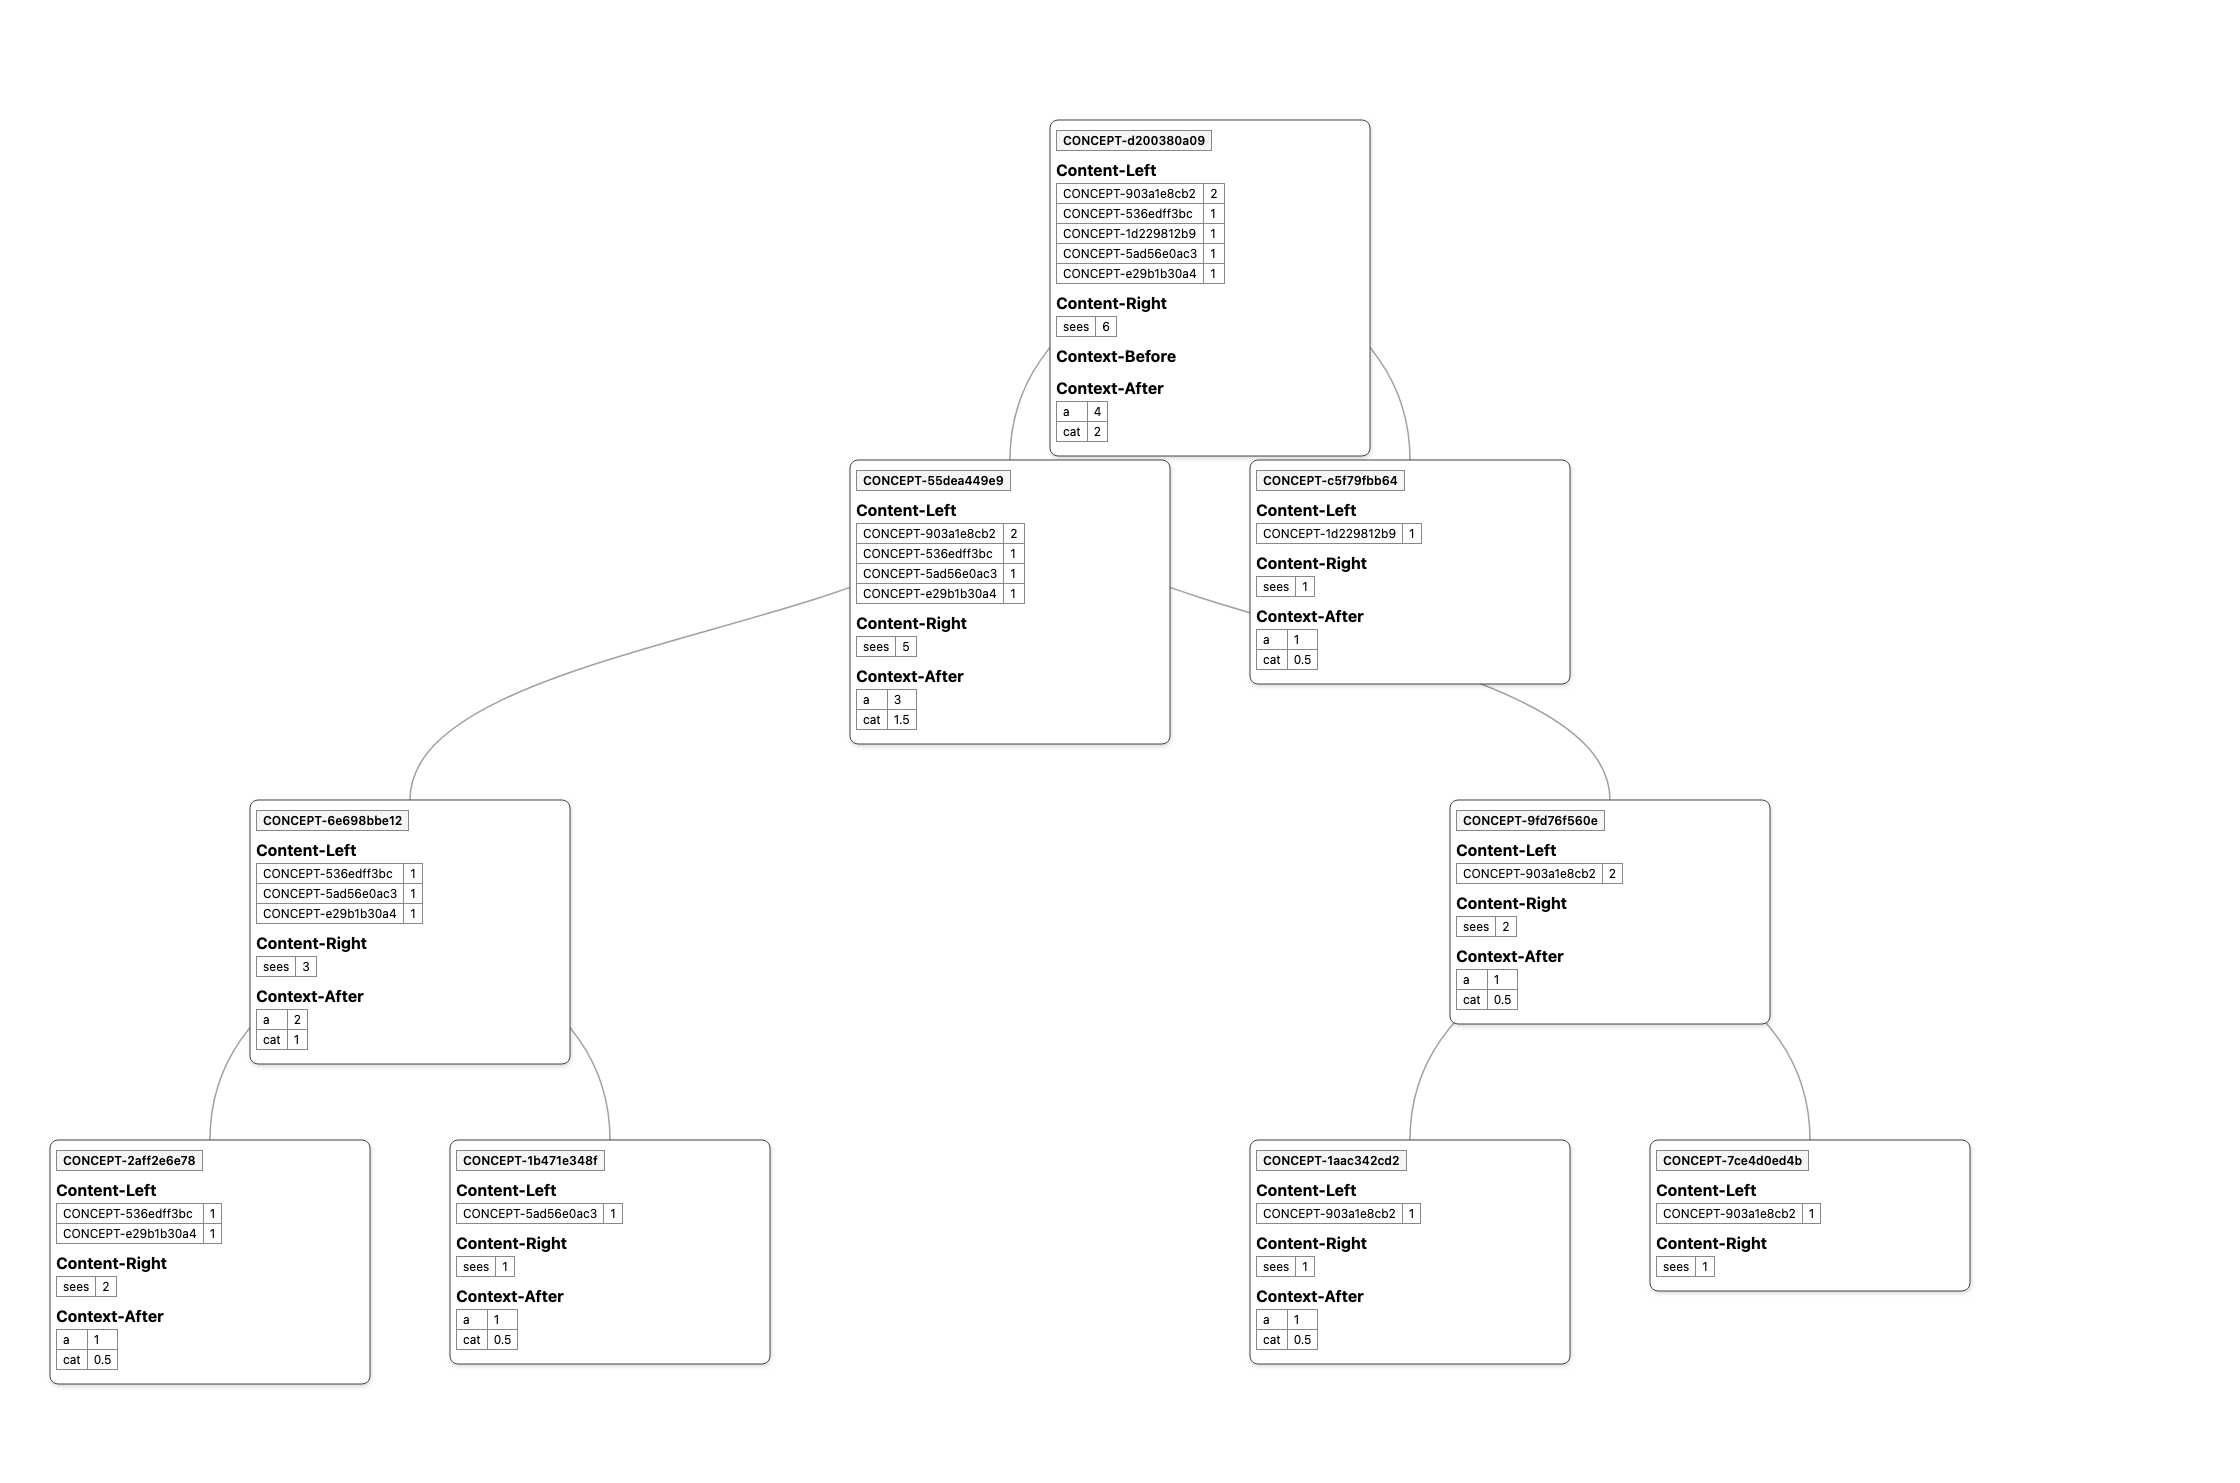 CONCEPT-d200380a09
Content-Left
CONCEPT-903a1e8cb2 2
CONCEPT-536edff3bc 1
CONCEPT-1d229812b9 1
CONCEPT-5ad56e0ac3 1
CONCEPT-e29b1b30a4 1
Content-Right
sees 6
Context-Before
Context-After
a 4
cat 2
CONCEPT-55dea449e9
Content-Left
CONCEPT-903a1e8cb2 2
CONCEPT-536edff3bc 1
CONCEPT-5ad56e0ac3 1
CONCEPT-e29b1b30a4 1
Content-Right
sees 5
Context-After
a 3
cat 1.5
CONCEPT-c5f79fbb64
Content-Left
CONCEPT-1d229812b9 1
Content-Right
sees 1
Context-After
a 1
cat 0.5
CONCEPT-6e698bbe12
Content-Left
CONCEPT-536edff3bc 1
CONCEPT-5ad56e0ac3 1
CONCEPT-e29b1b30a4 1
Content-Right
sees 3
Context-After
a 2
cat 1
CONCEPT-9fd76f560e
Content-Left
CONCEPT-903a1e8cb2 2
Content-Right
sees 2
Context-After
a 1
cat 0.5
CONCEPT-2aff2e6e78
Content-Left
CONCEPT-536edff3bc 1
CONCEPT-e29b1b30a4 1
Content-Right
sees 2
Context-After
a 1
cat 0.5
CONCEPT-1b471e348f
Content-Left
CONCEPT-5ad56e0ac3 1
Content-Right
sees 1
Context-After
a 1
cat 0.5
CONCEPT-1aac342cd2
Content-Left
CONCEPT-903a1e8cb2 1
Content-Right
sees 1
Context-After
a 1
cat 0.5
CONCEPT-7ce4d0ed4b
Content-Left
CONCEPT-903a1e8cb2 1
Content-Right
sees 1